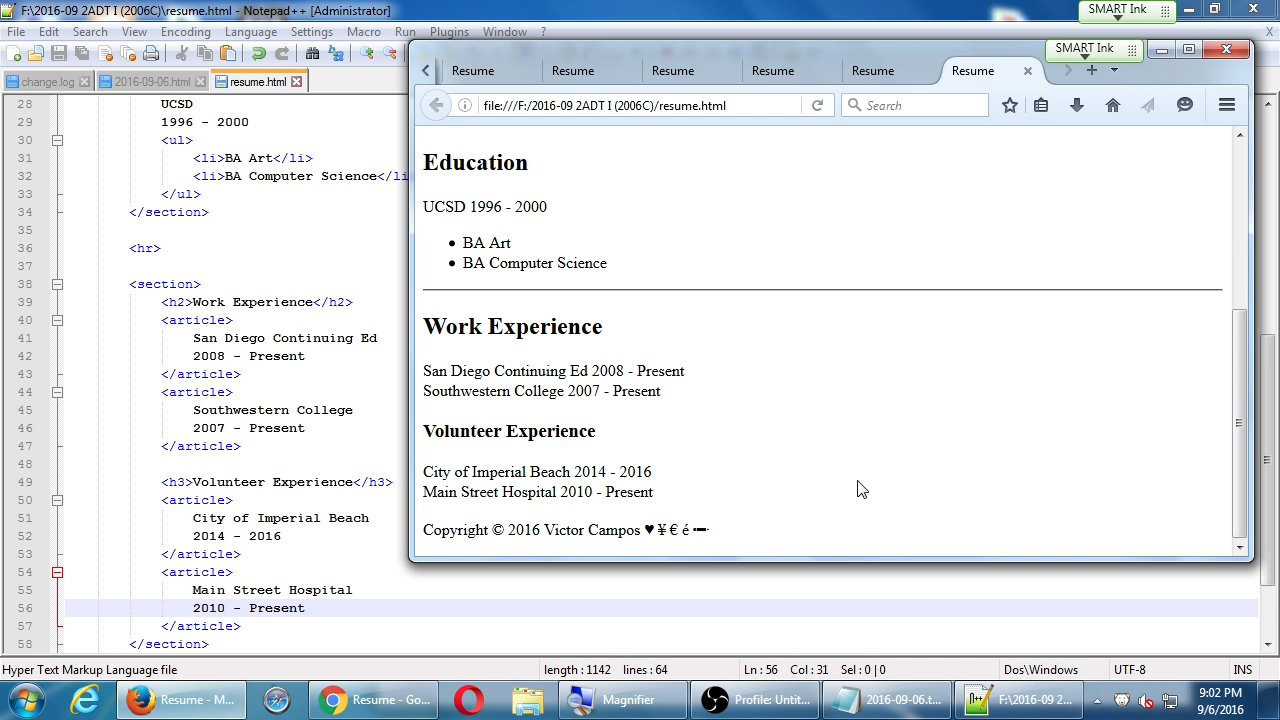 F:\2016-09 2ADT I (2006C)\resume.html - Notepad++ [Administrator]
SMART Ink
File Edit Search View Encoding Language Settings Macro Run Plugins Window ? X
change.log 2016-09-06.html resume.html
SMART Ink
Resume Resume Resume Resume Resume Resume
file:///F:/2016-09 2ADT I (2006C)/resume.html Search
28 UCSD
29 1996 - 2000
30 <ul>
31 <li>BA Art</li>
32 <li>BA Computer Science</li
33 </ul>
34 </section>
35
36 <hr>
37
38 <section>
39 <h2>Work Experience</h2>
40 <article>
41 San Diego Continuing Ed
42 2008 - Present
43 </article>
44 <article>
45 Southwestern College
46 2007 - Present
47 </article>
48
49 <h3>Volunteer Experience</h3>
50 <article>
51 City of Imperial Beach
52 2014 - 2016
53 </article>
54 <article>
55 Main Street Hospital
56 2010 - Present
57 </article>
58 </section>
Education
UCSD 1996 - 2000
• BA Art
• BA Computer Science
Work Experience
San Diego Continuing Ed 2008 - Present
Southwestern College 2007 - Present
Volunteer Experience
City of Imperial Beach 2014 - 2016
Main Street Hospital 2010 - Present
Copyright © 2016 Victor Campos ♥ ¥ € é
Hyper Text Markup Language file length : 1142 lines : 64 Ln : 56 Col : 31 Sel : 0 | 0 Dos\Windows UTF-8 INS
Resume - M... Resume - Go... Magnifier Profile: Untit... 2016-09-06.t... F:\2016-09 2...
9:02 PM
9/6/2016